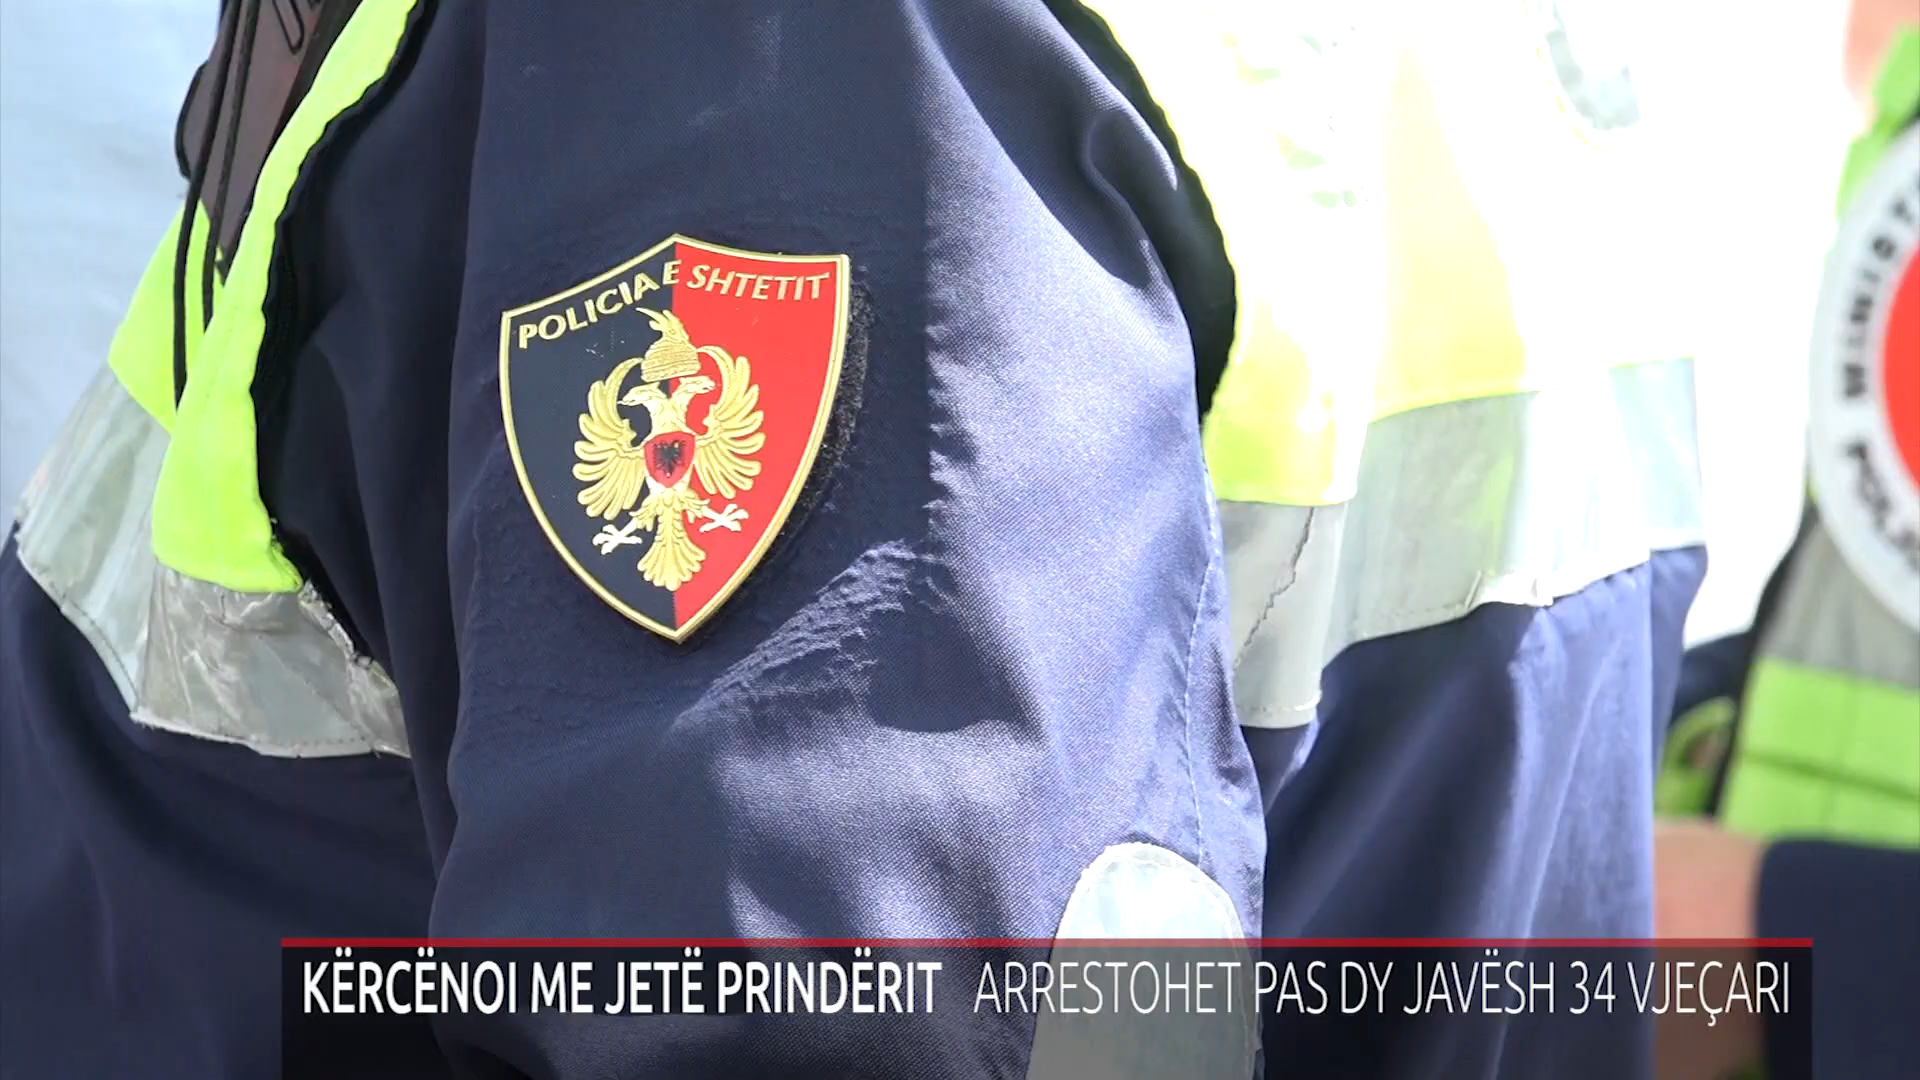 POLICIA E SHTETIT
KËRCËNOI ME JETË PRINDËRIT ARRESTOHET PAS DY JAVËSH 34 VJEÇARI